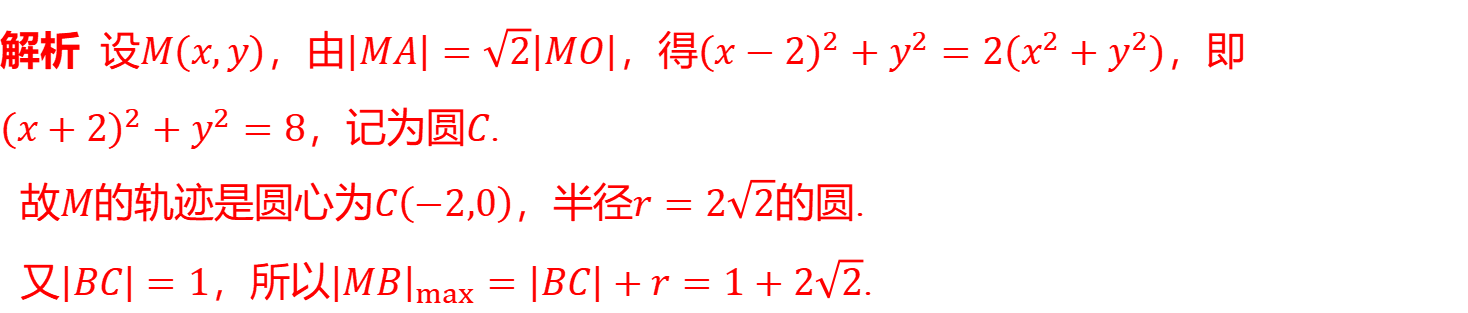 解析 设M(x,y)，由|MA| = √2|MO|，得(x − 2)² + y² = 2(x² + y²)，即
(x + 2)² + y² = 8，记为圆C.
故M的轨迹是圆心为C(−2,0)，半径r = 2√2的圆.
又|BC| = 1，所以|MB|max = |BC| + r = 1 + 2√2.